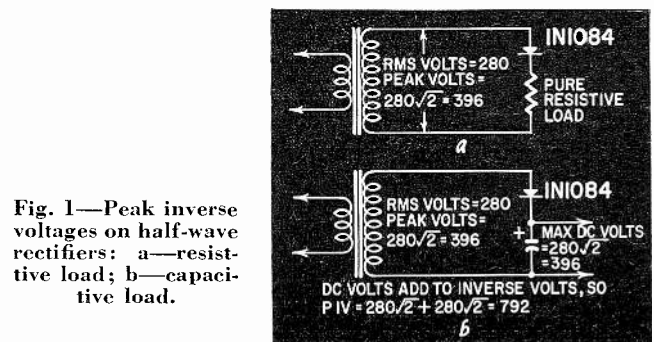 IN1084
RMS VOLTS=280
PEAK VOLTS=
280√2=396
PURE
RESISTIVE
LOAD
a
IN1084
RMS VOLTS=280
PEAK VOLTS=
280√2=396
+
MAX DC VOLTS
=280√2
=396
DC VOLTS ADD TO INVERSE VOLTS, SO
PIV=280√2+280√2=792
b
Fig. 1—Peak inverse
voltages on half-wave
rectifiers: a—resist-
tive load; b—capaci-
tive load.